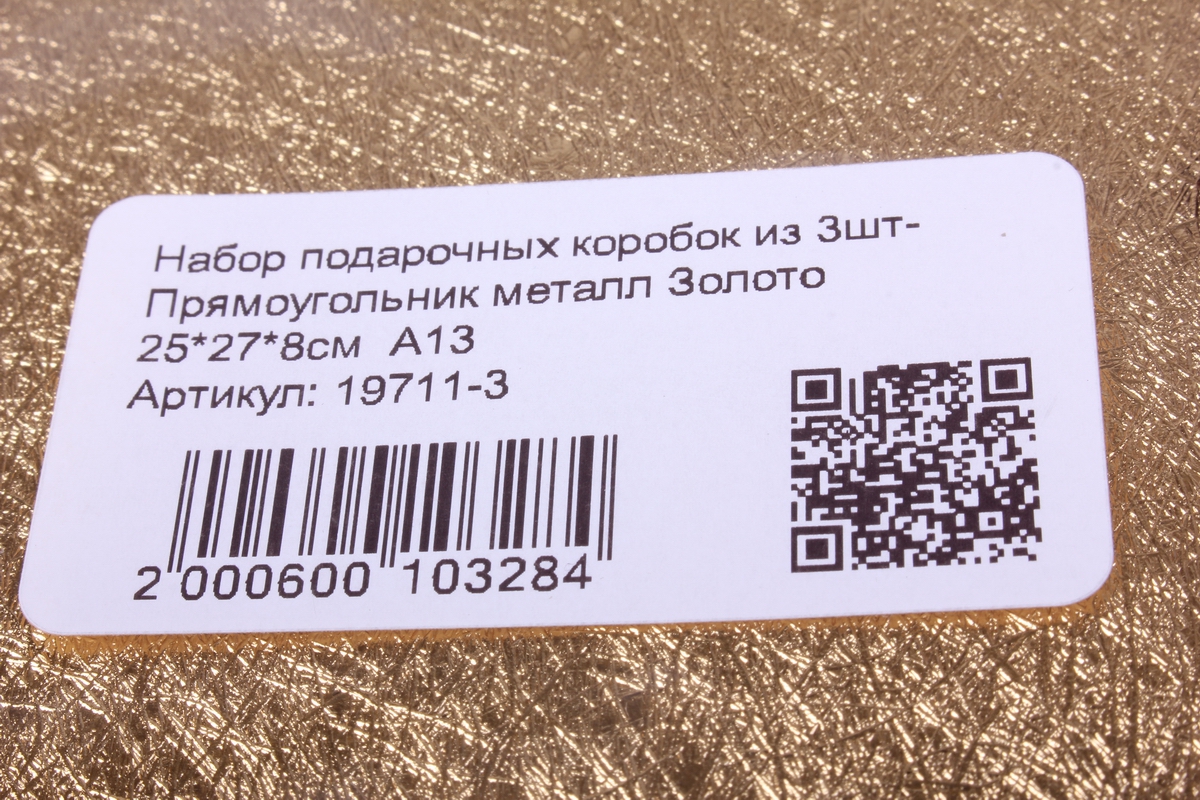 Набор подарочных коробок из 3шт-
Прямоугольник металл Золото
25*27*8см А13
Артикул: 19711-3
2 000600 103284